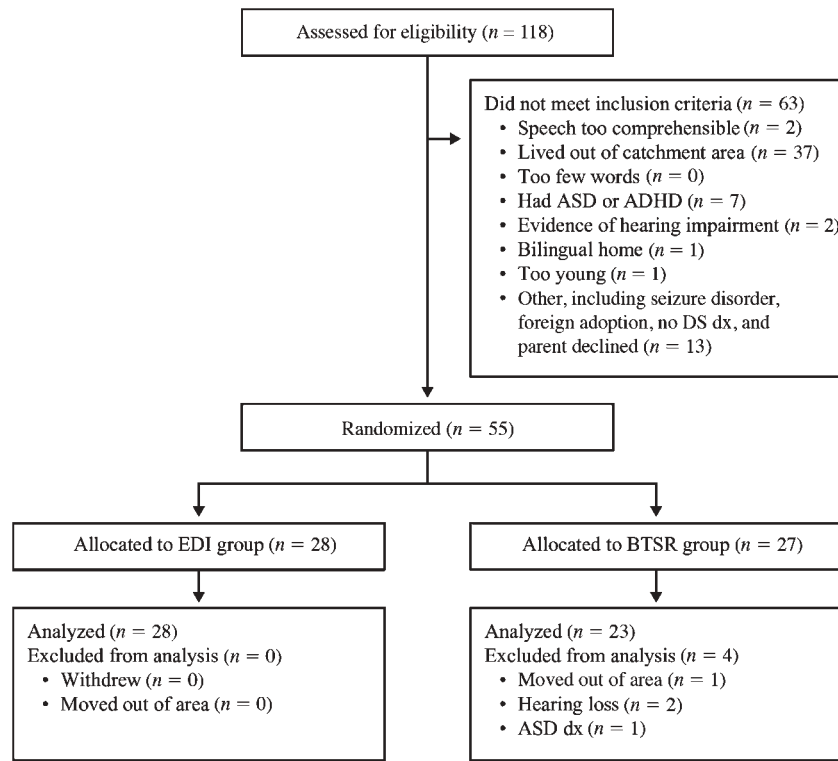 Assessed for eligibility (n = 118)
Did not meet inclusion criteria (n = 63)
• Speech too comprehensible (n = 2)
• Lived out of catchment area (n = 37)
• Too few words (n = 0)
• Had ASD or ADHD (n = 7)
• Evidence of hearing impairment (n = 2)
• Bilingual home (n = 1)
• Too young (n = 1)
• Other, including seizure disorder,
foreign adoption, no DS dx, and
parent declined (n = 13)
Randomized (n = 55)
Allocated to EDI group (n = 28)
Analyzed (n = 28)
Excluded from analysis (n = 0)
• Withdrew (n = 0)
• Moved out of area (n = 0)
Allocated to BTSR group (n = 27)
Analyzed (n = 23)
Excluded from analysis (n = 4)
• Moved out of area (n = 1)
• Hearing loss (n = 2)
• ASD dx (n = 1)